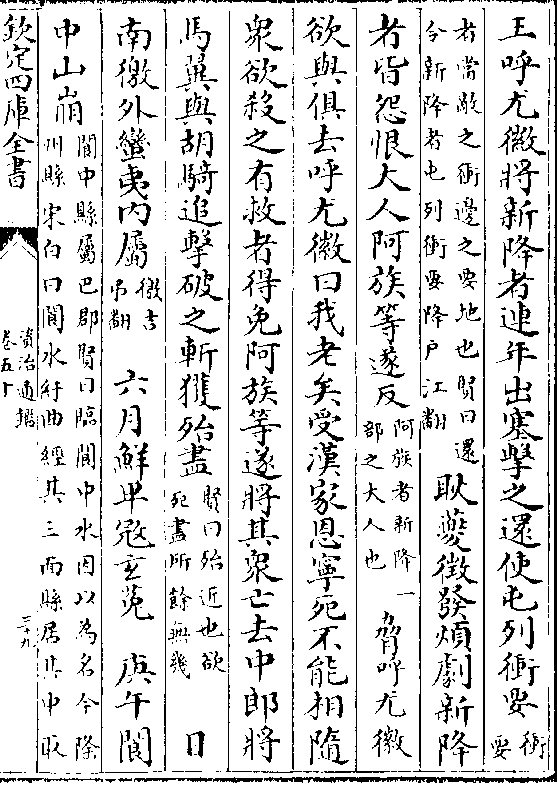 王呼尤徽將新降者連年出塞擊之還使屯列衝要衝要
者當敵之衝邊之要地也賢曰還
令新降者屯列衝要降戶江翻耿夔徵發煩劇新降
者皆怨恨大人阿族等遂反阿族者新降一
部之大人也脅呼尤徽
欲與俱去呼尤徽曰我老矣受漢家恩寧死不能相隨
衆欲殺之有救者得免阿族等遂將其衆亡去中郎將
馬翼與胡騎追擊破之斬獲殆盡賢曰殆近也欲
死盡所餘無幾日
南徼外蠻夷内屬徼吉
弔翻六月鮮卑寇玄菟庚午閬
中山崩閬中縣屬巴郡賢曰臨閬中水因以為名今隆
州縣宋白曰閬水紆曲經其三面縣居其中取
欽定四庫全書
資治通鑑
卷五十
三十九